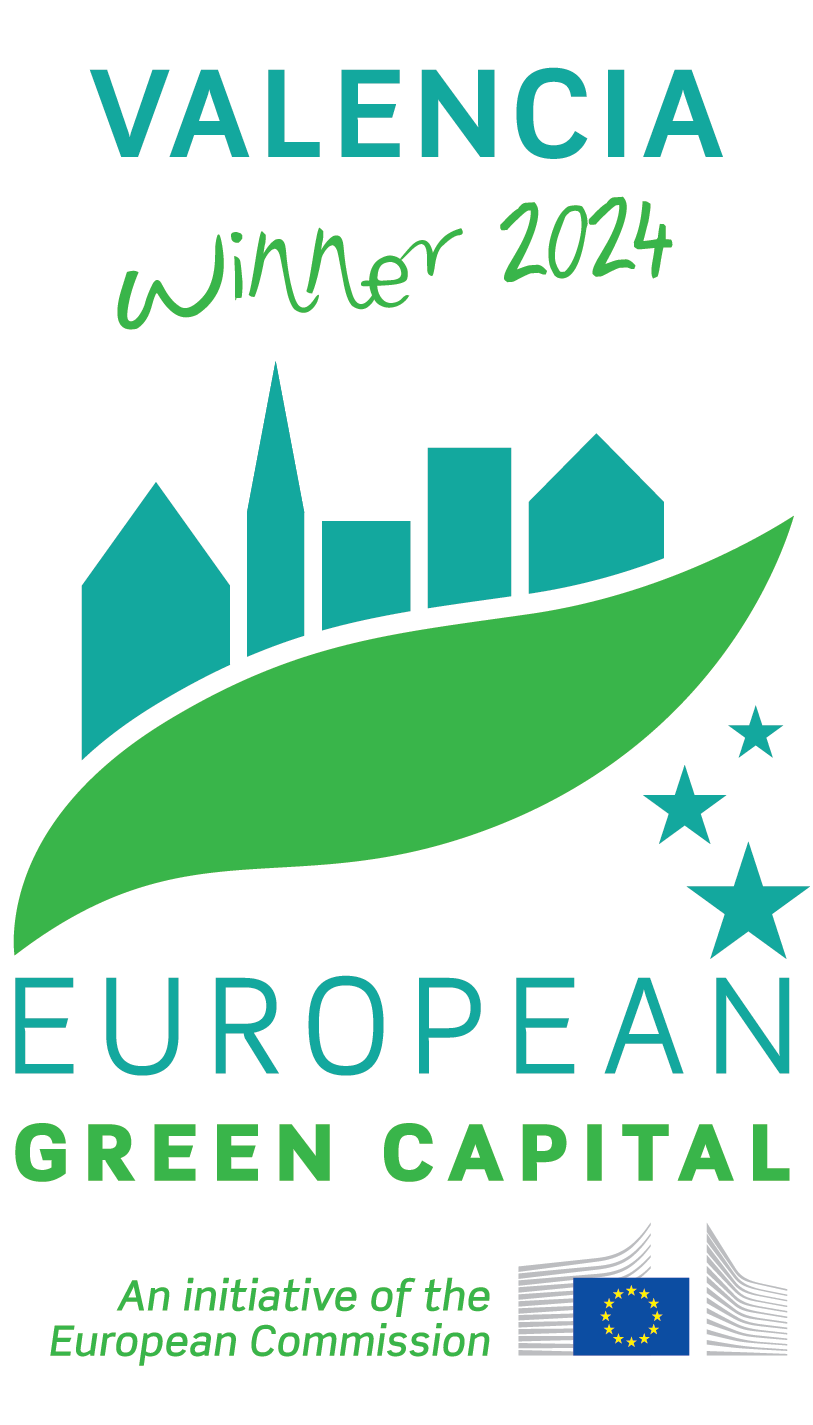 VALENCIA
Winner 2024
EUROPEAN
GREEN CAPITAL
An initiative of the
European Commission